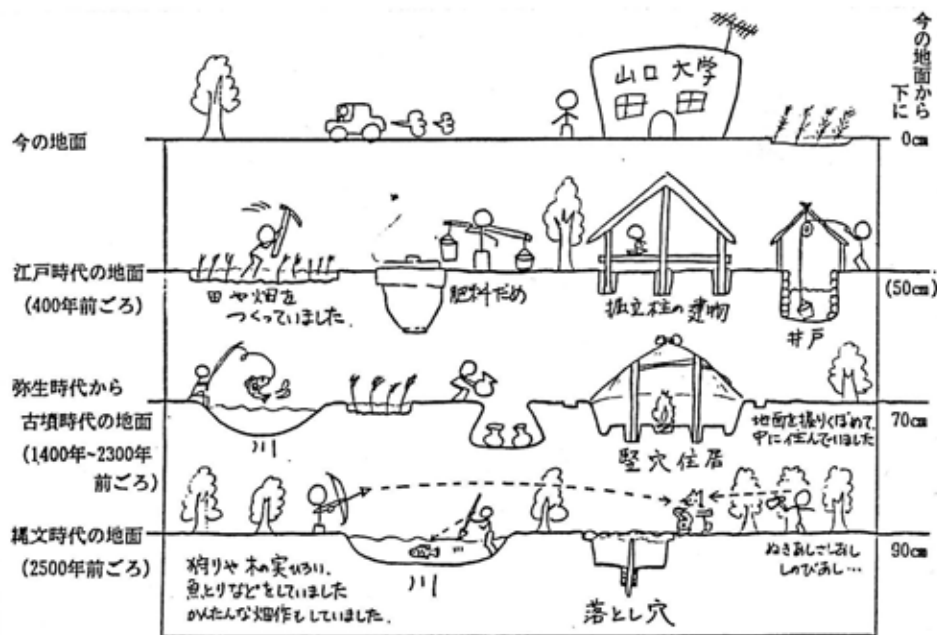 今の地面から
下に
山口大学
今の地面
0㎝
江戸時代の地面
(400年前ごろ)
田や畑を
つくっていました.
肥料だめ
掘立柱の建物
井戸
(50㎝)
弥生時代から
古墳時代の地面
(1400年~2300年
前ごろ)
川
竪穴住居
地面を掘りくぼめて、
中に住んでいました
70㎝
縄文時代の地面
(2500年前ごろ)
狩りや木の実ひろい、
魚とりなどをしていました
かんたんな畑作もしていました.
川
落とし穴
ぬきあしさしあし
しのびあし…
90㎝